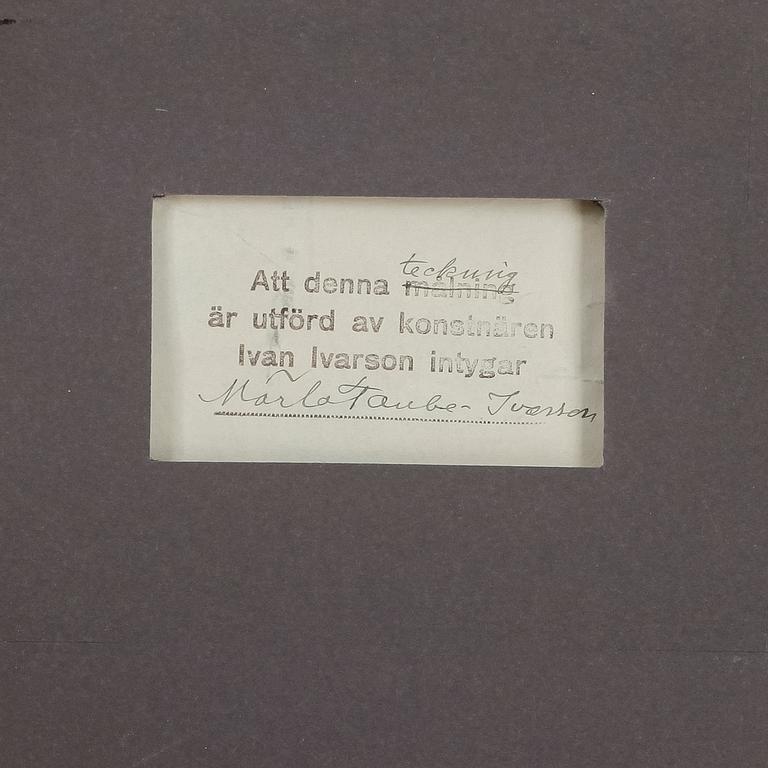 Att denna teckning målning
är utförd av konstnären
Ivan Ivarson intygar
Märta Taube-Ivarson